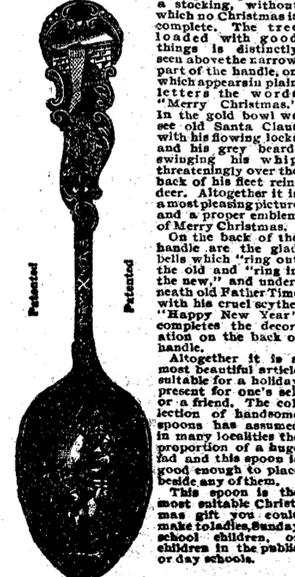 a stocking, without
which no Christmas is
complete. The tree
loaded with good
things is distinctly
seen above the narrow
part of the handle, on
which appears in plain
letters the words
"Merry Christmas."
In the gold bowl we
see old Santa Claus
with his flowing locks
and his grey beard,
swinging his whip
threateningly over the
back of his fleet rein-
deer. Altogether it is
a most pleasing picture
and a proper emblem
of Merry Christmas.
On the back of the
handle are the glad
bells which "ring out
the old and "ring in
the new," and under-
neath old Father Time
with his cruel scythe.
"Happy New Year"
completes the decor-
ation on the back of
handle.
Altogether it is a
most beautiful article
suitable for a holiday
present for one's self
or a friend. The col-
lection of handsome
spoons has assumed
in many localities the
proportion of a huge
fad and this spoon is
good enough to place
beside any of them.
This spoon is the
most suitable Christ-
mas gift you could
make to ladies, Sunday
school children, or
children in the public
or day schools.
Patented
Patented